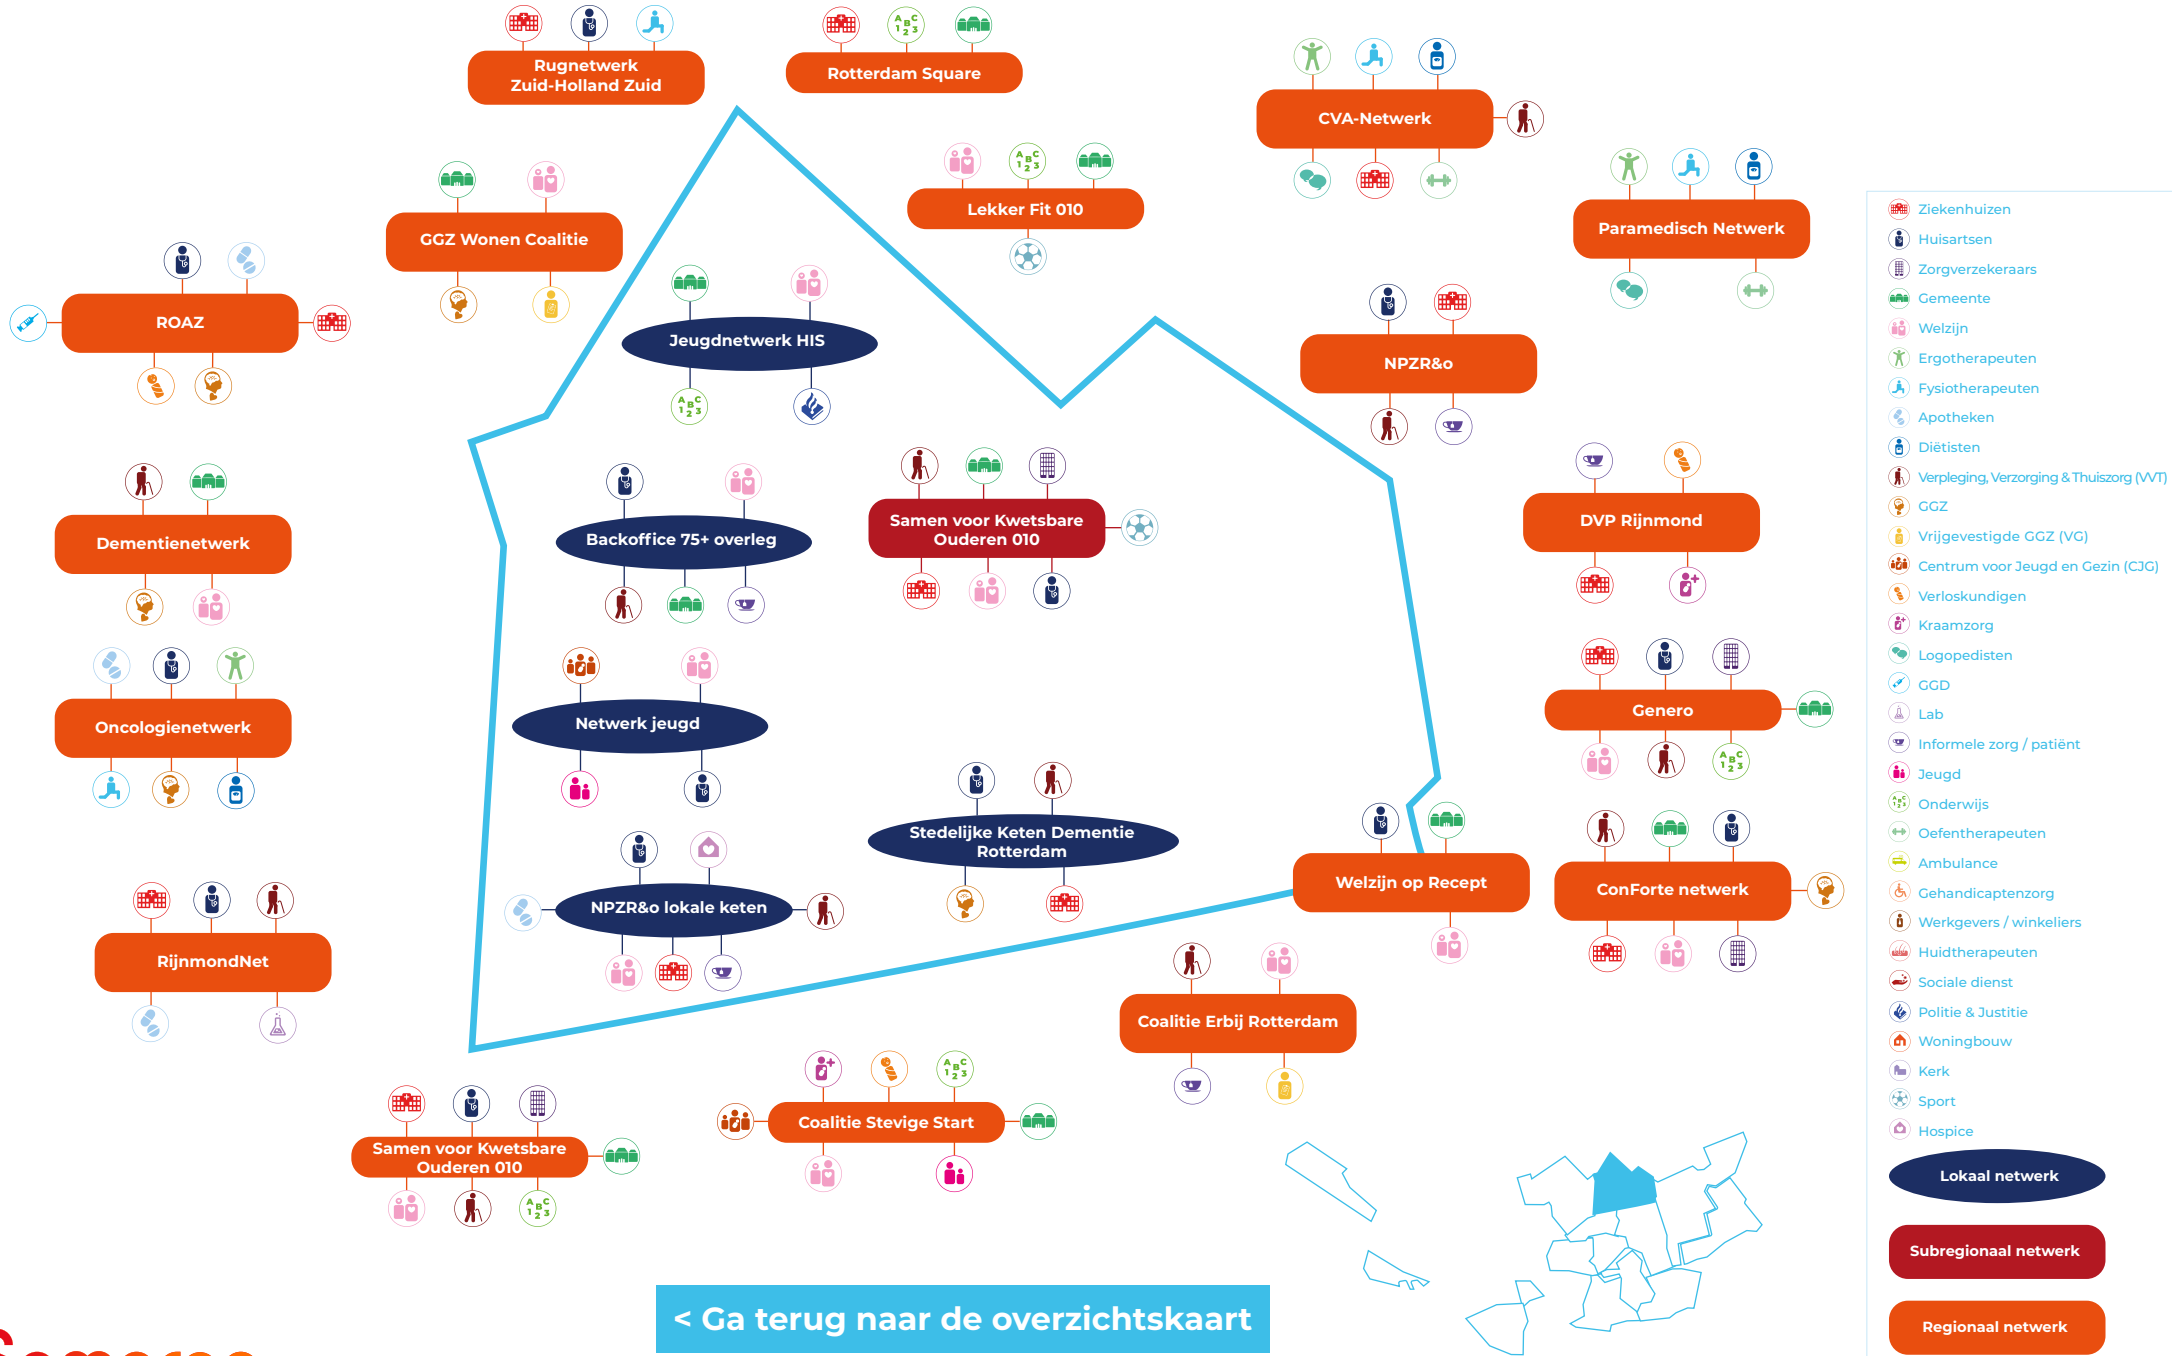 Rugnetwerk
Zuid-Holland Zuid
Rotterdam Square
CVA-Netwerk
Lekker Fit 010
Paramedisch Netwerk
GGZ Wonen Coalitie
ROAZ
Jeugdnetwerk HIS
NPZR&o
Dementienetwerk
Backoffice 75+ overleg
Samen voor Kwetsbare
Ouderen 010
DVP Rijnmond
Oncologienetwerk
Netwerk jeugd
Genero
Stedelijke Keten Dementie
Rotterdam
NPZR&o lokale keten
Welzijn op Recept
ConForte netwerk
RijnmondNet
Coalitie Erbij Rotterdam
Coalitie Stevige Start
Samen voor Kwetsbare
Ouderen 010
< Ga terug naar de overzichtskaart
Ziekenhuizen
Huisartsen
Zorgverzekeraars
Gemeente
Welzijn
Ergotherapeuten
Fysiotherapeuten
Apotheken
Diëtisten
Verpleging, Verzorging & Thuiszorg (VVT)
GGZ
Vrijgevestigde GGZ (VG)
Centrum voor Jeugd en Gezin (CJG)
Verloskundigen
Kraamzorg
Logopedisten
GGD
Lab
Informele zorg / patiënt
Jeugd
Onderwijs
Oefentherapeuten
Ambulance
Gehandicaptenzorg
Werkgevers / winkeliers
Huidtherapeuten
Sociale dienst
Politie & Justitie
Woningbouw
Kerk
Sport
Hospice
Lokaal netwerk
Subregionaal netwerk
Regionaal netwerk